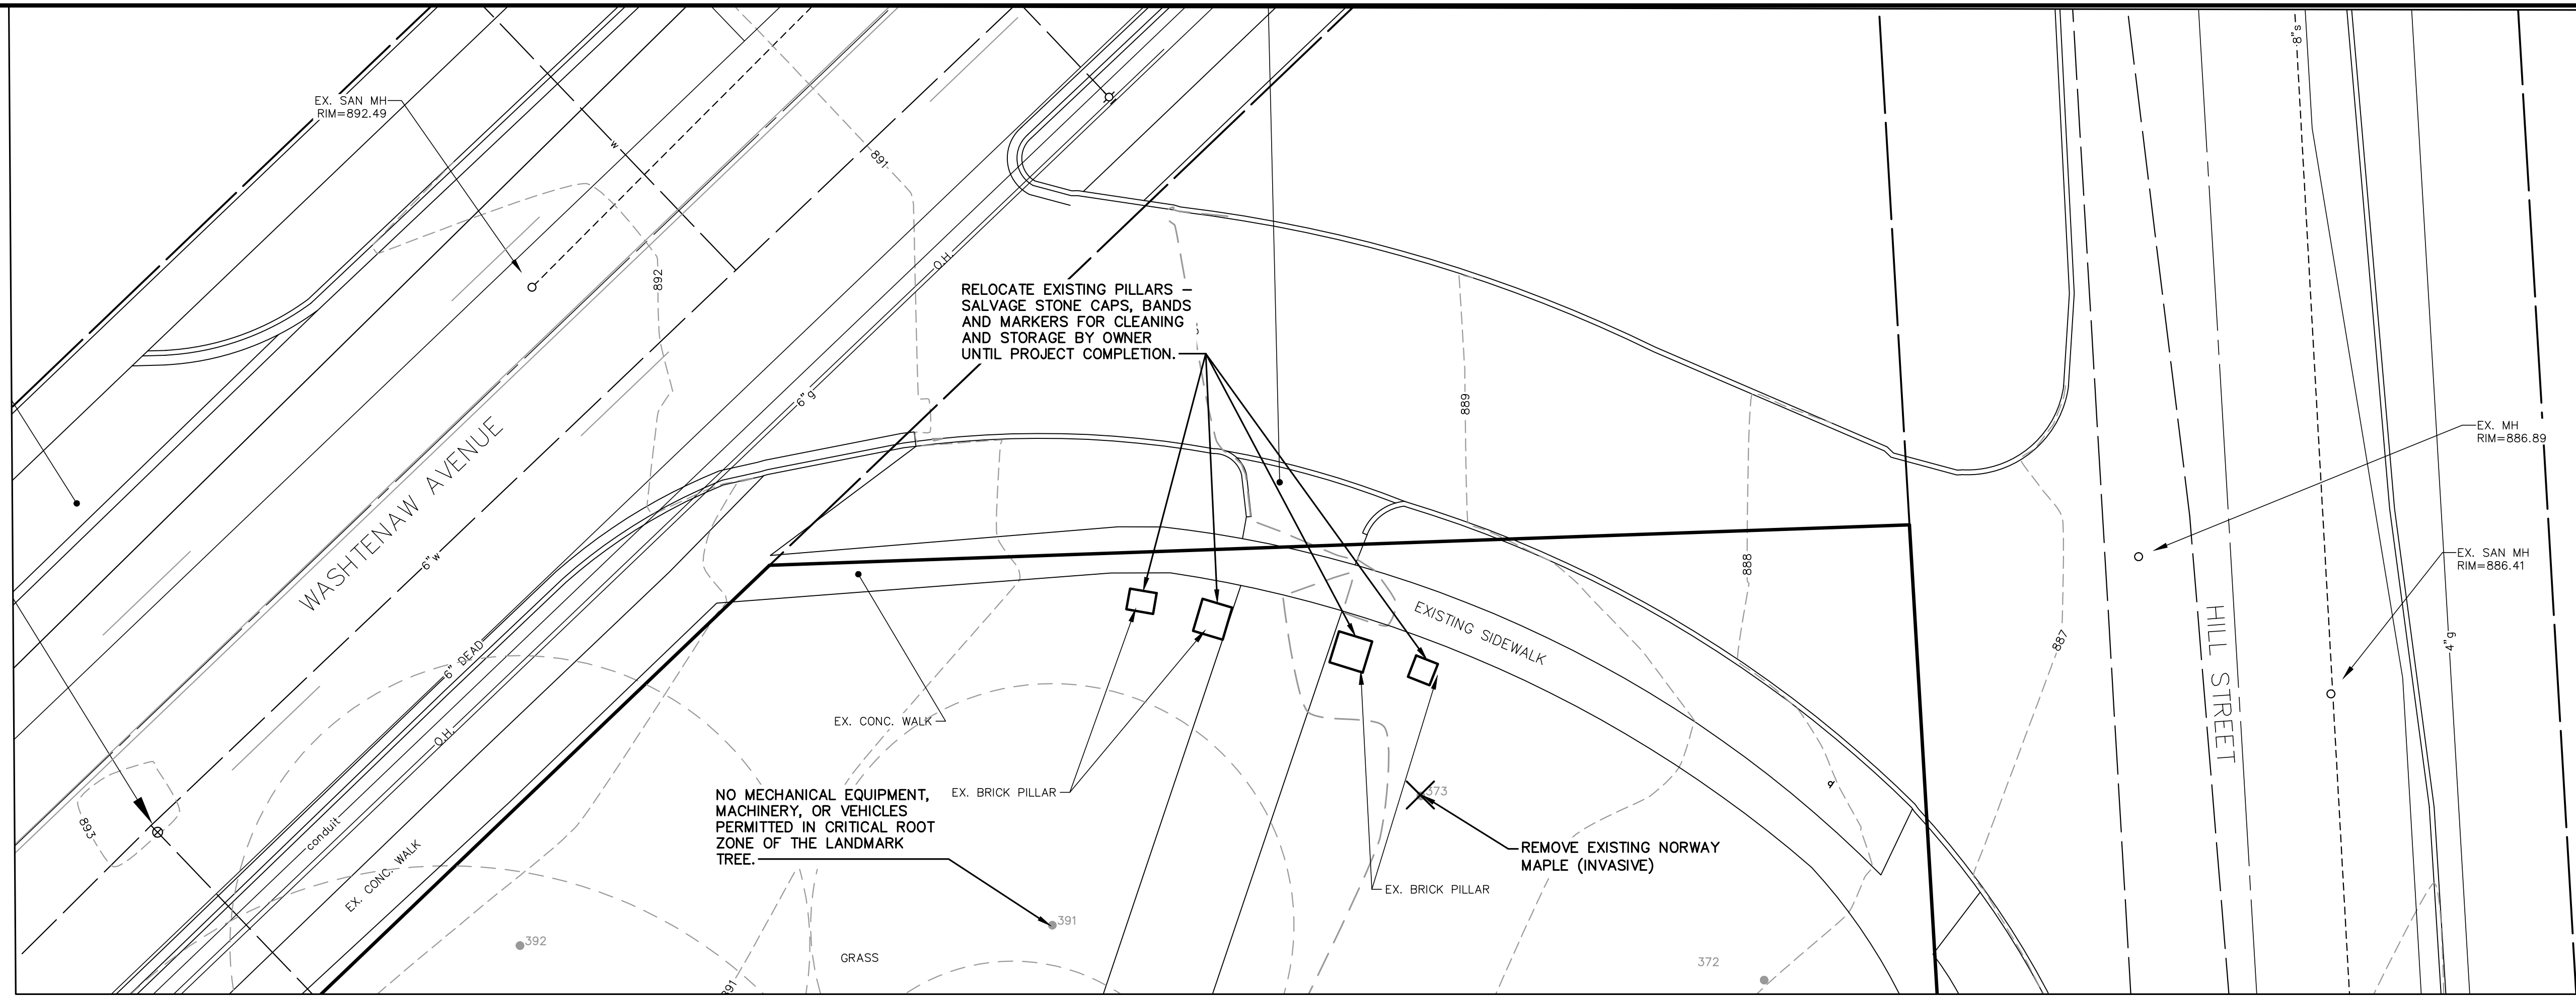 EX. SAN MH
RIM=892.49
w
891
892
O.H.
8"s
RELOCATE EXISTING PILLARS –
SALVAGE STONE CAPS, BANDS
AND MARKERS FOR CLEANING
AND STORAGE BY OWNER
UNTIL PROJECT COMPLETION.
6"g
889
WASHTENAW AVENUE
6"w
EX. MH
RIM=886.89
EX. SAN MH
RIM=886.41
888
EXISTING SIDEWALK
887
HILL STREET
4"g
6" DEAD
O.H.
EX. CONC. WALK
893
conduit
EX. CONC. WALK
NO MECHANICAL EQUIPMENT,
MACHINERY, OR VEHICLES
PERMITTED IN CRITICAL ROOT
ZONE OF THE LANDMARK
TREE.
EX. BRICK PILLAR
373
REMOVE EXISTING NORWAY
MAPLE (INVASIVE)
EX. BRICK PILLAR
392
391
GRASS
372
891